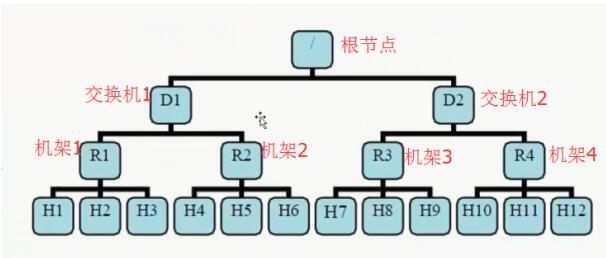 / 根节点
交换机1 D1 D2 交换机2
机架1 R1 R2 机架2 R3 机架3 R4 机架4
H1 H2 H3 H4 H5 H6 H7 H8 H9 H10 H11 H12